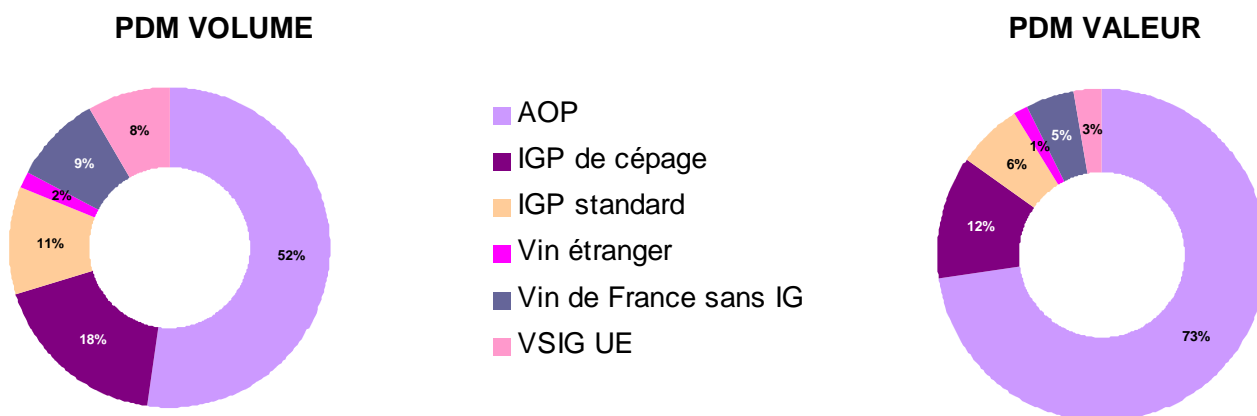 PDM VOLUME
8%
9%
2%
11%
18%
52%
AOP
IGP de cépage
IGP standard
Vin étranger
Vin de France sans IG
VSIG UE
PDM VALEUR
3%
5%
1%
6%
12%
73%